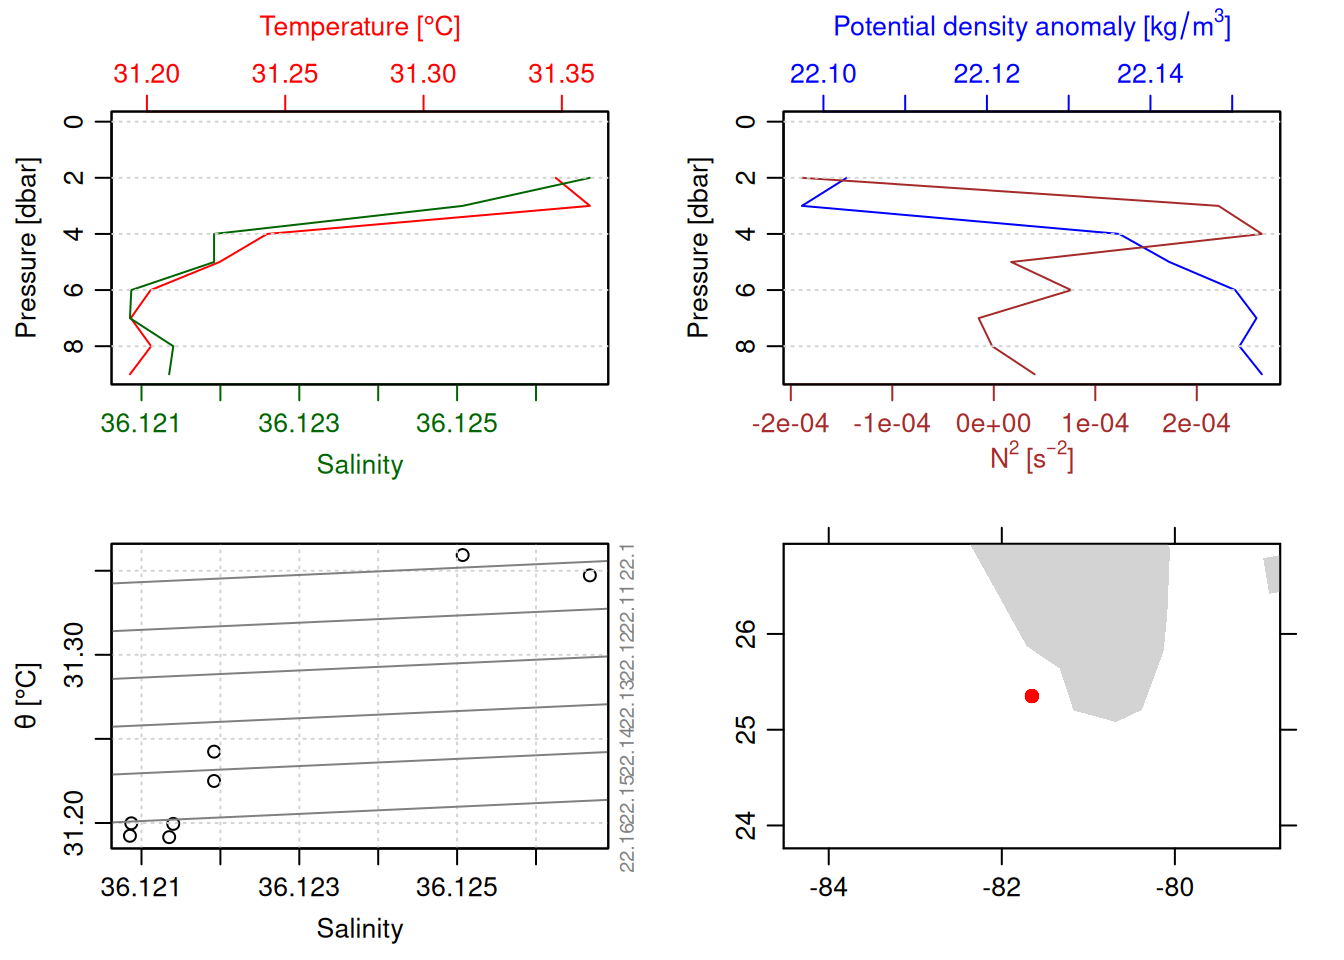 Temperature [°C]
31.20 31.25 31.30 31.35
0
2
4
6
8
Pressure [dbar]
36.121 36.123 36.125
Salinity
Potential density anomaly [kg/m³]
22.10 22.12 22.14
0
2
4
6
8
Pressure [dbar]
-2e-04 -1e-04 0e+00 1e-04 2e-04
N² [s⁻²]
31.30
31.20
θ [°C]
22.1
22.11
22.12
22.13
22.14
22.15
22.16
36.121 36.123 36.125
Salinity
26
25
24
-84 -82 -80